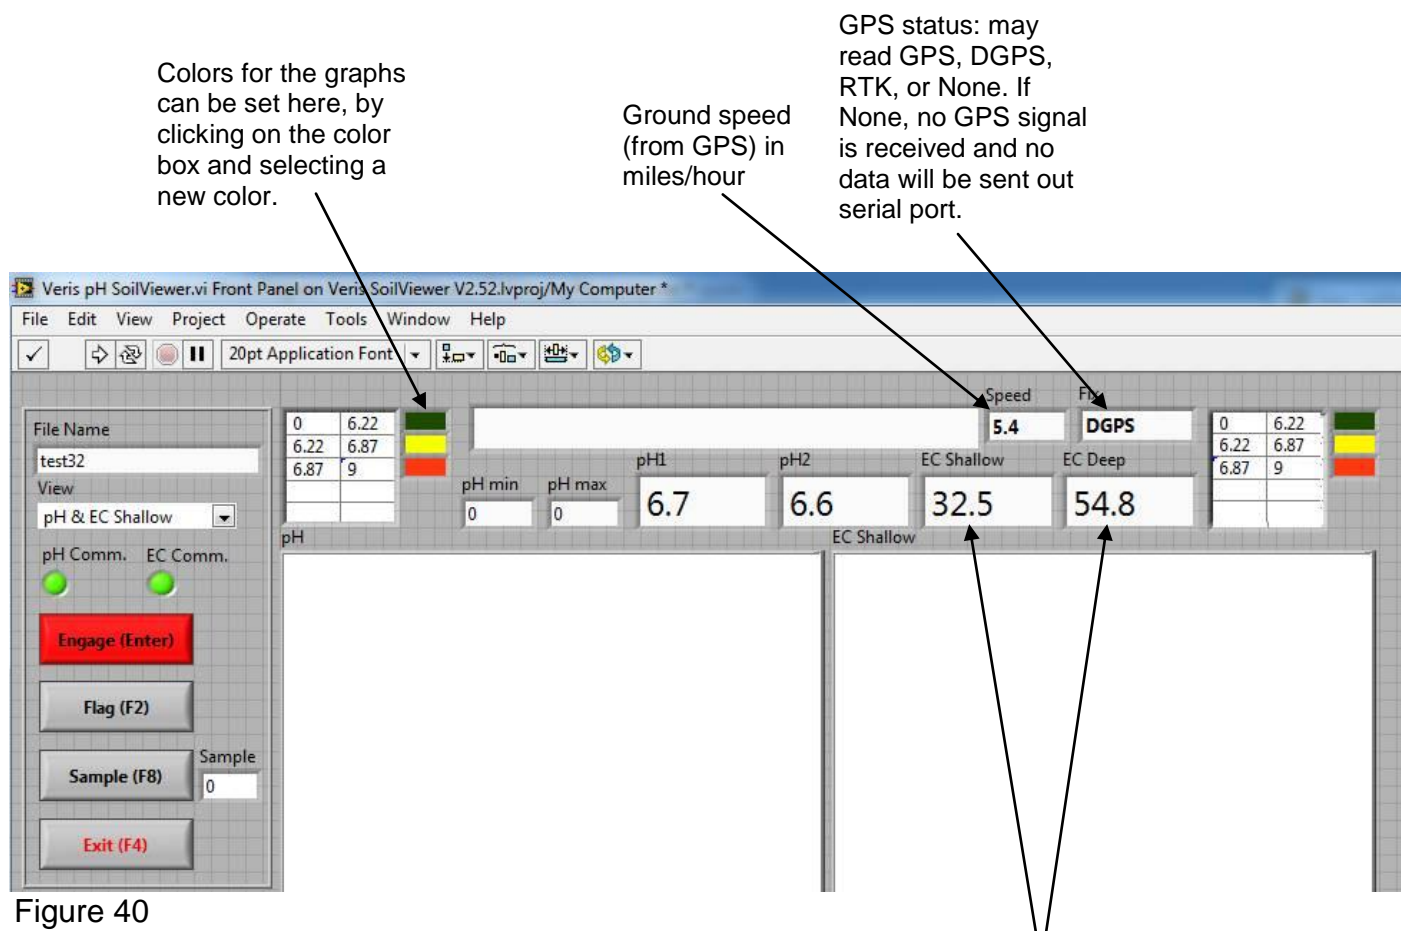 GPS status: may
read GPS, DGPS,
RTK, or None. If
None, no GPS signal
is received and no
data will be sent out
serial port.
Colors for the graphs
can be set here, by
clicking on the color
box and selecting a
new color.
Ground speed
(from GPS) in
miles/hour
Veris pH SoilViewer.vi Front Panel on Veris SoilViewer V2.52.lvproj/My Computer *
File Edit View Project Operate Tools Window Help
20pt Application Font
File Name
test32
View
pH & EC Shallow
pH Comm. EC Comm.
Engage (Enter)
Flag (F2)
Sample (F8)
Sample
0
Exit (F4)
0 6.22
6.22 6.87
6.87 9
pH min pH max
0 0
Speed
5.4
DGPS
pH1 pH2 EC Shallow EC Deep
6.7 6.6 32.5 54.8
0 6.22
6.22 6.87
6.87 9
pH
EC Shallow
Figure 40